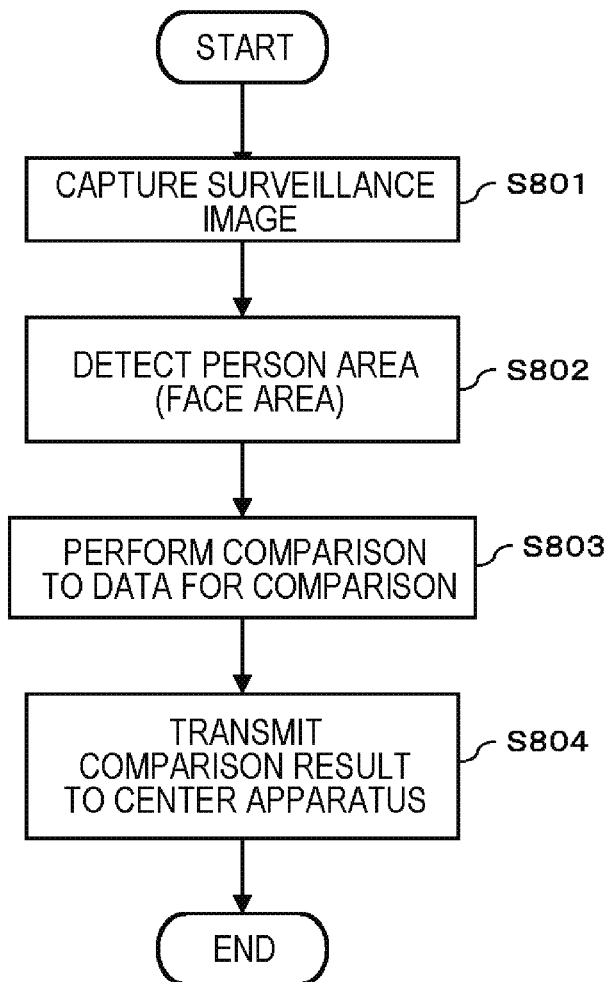 START
CAPTURE SURVEILLANCE
IMAGE
S801
DETECT PERSON AREA
(FACE AREA)
S802
PERFORM COMPARISON
TO DATA FOR COMPARISON
S803
TRANSMIT
COMPARISON RESULT
TO CENTER APPARATUS
S804
END